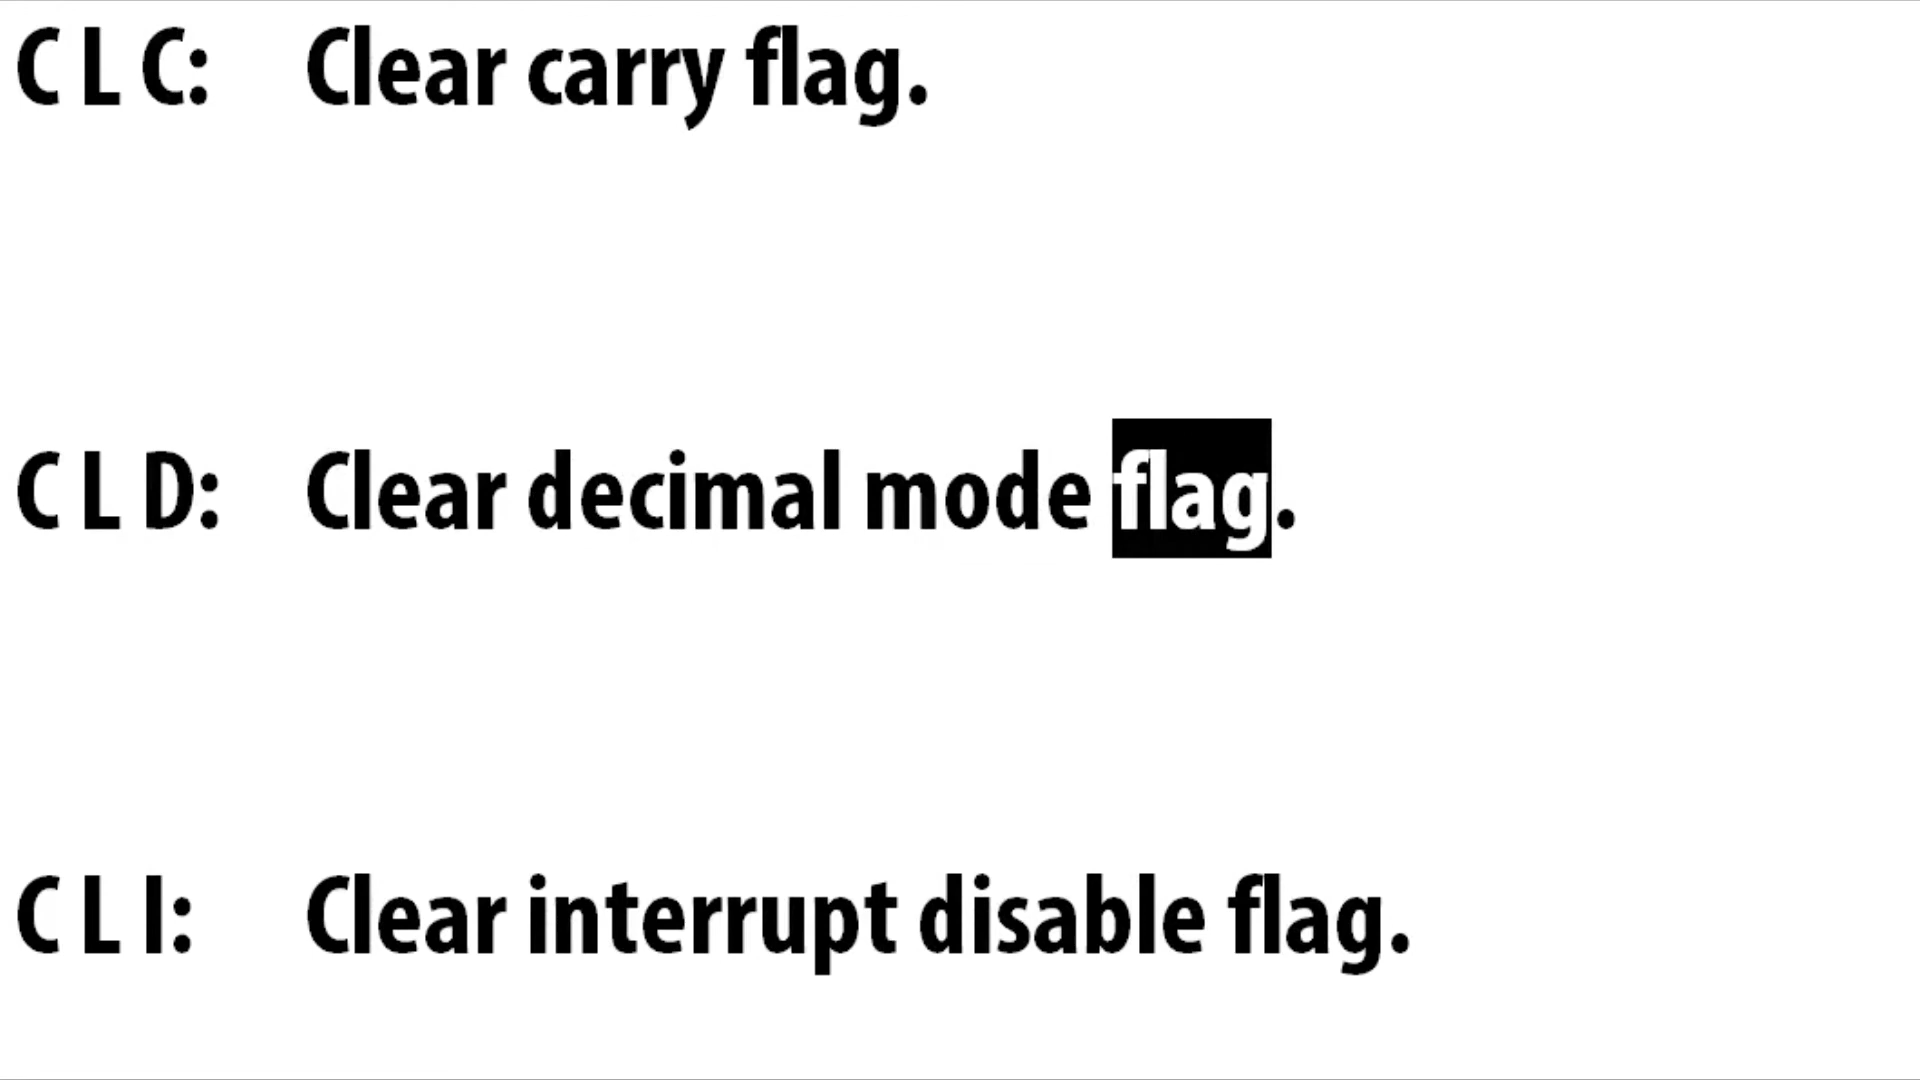 C L C: Clear carry flag.
C L D: Clear decimal mode flag.
C L I: Clear interrupt disable flag.